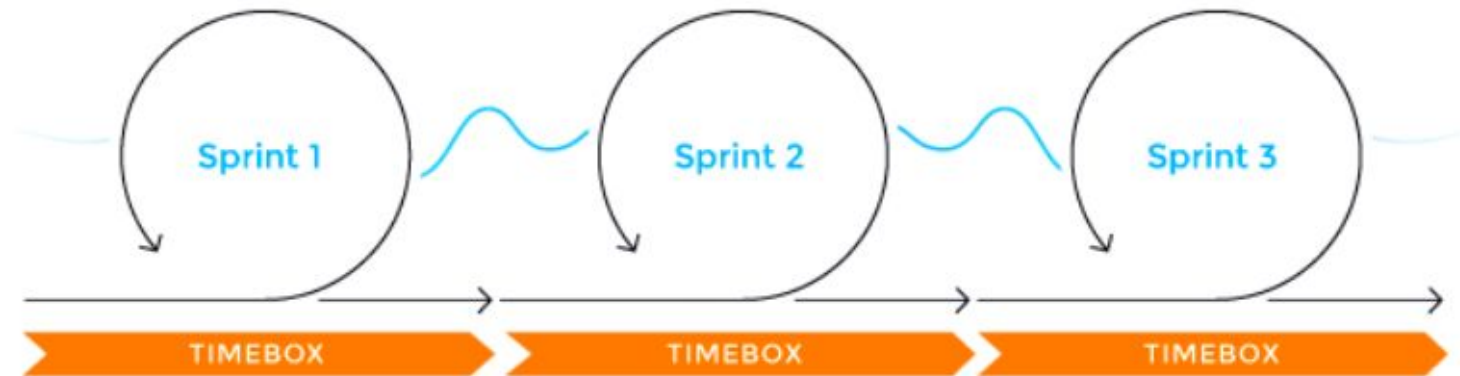 Sprint 1
Sprint 2
Sprint 3
TIMEBOX
TIMEBOX
TIMEBOX